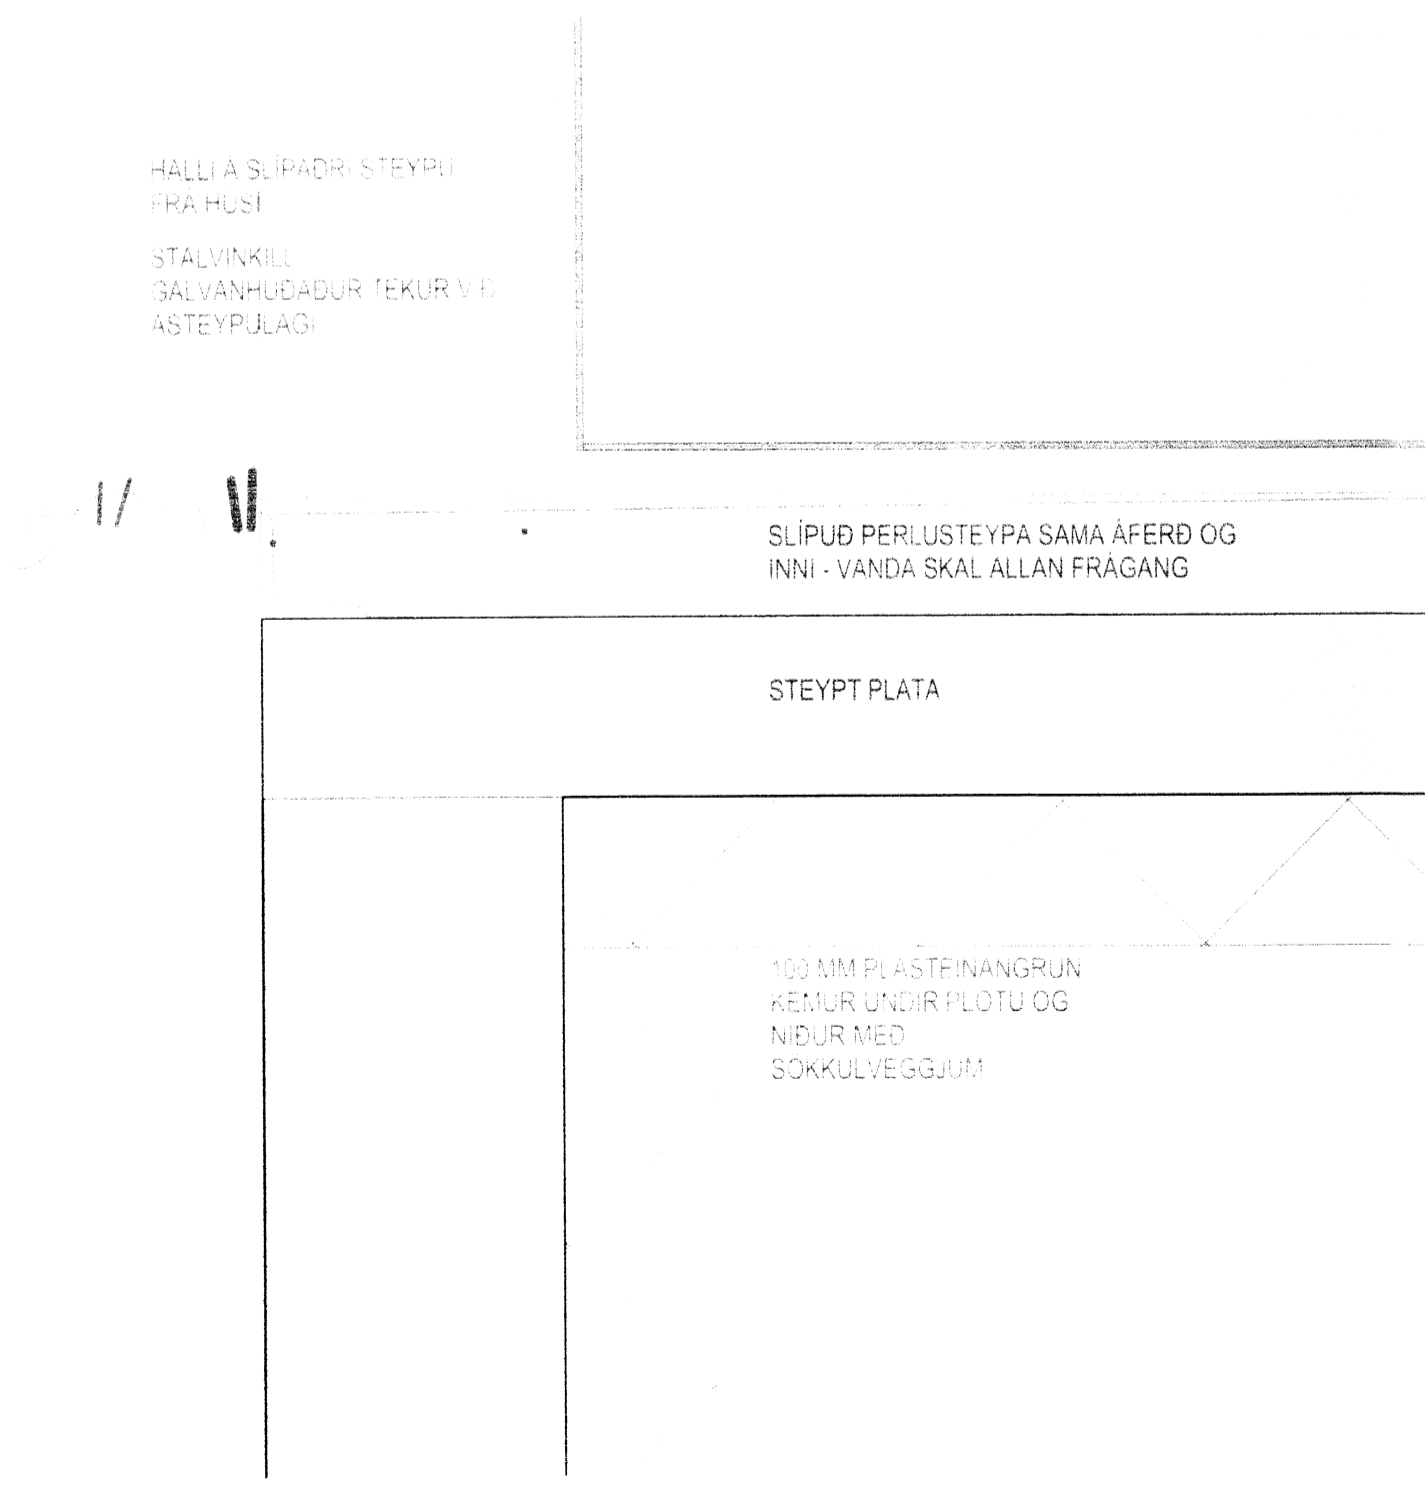 HALLI Á SLÍPAÐRI STEYPU
FRÁ HÚSI
STÁLVINKILL
GALVANHÚÐAÐUR TEKUR VIÐ
ÁSTEYPULAGI
SLÍPUÐ PERLUSTEYPA SAMA ÁFERÐ OG
INNI - VANDA SKAL ALLAN FRÁGANG
STEYPT PLATA
100 MM PLASTEINANGRUN
KEMUR UNDIR PLÖTU OG
NIÐUR MEÐ
SÖKKULVEGGJUM